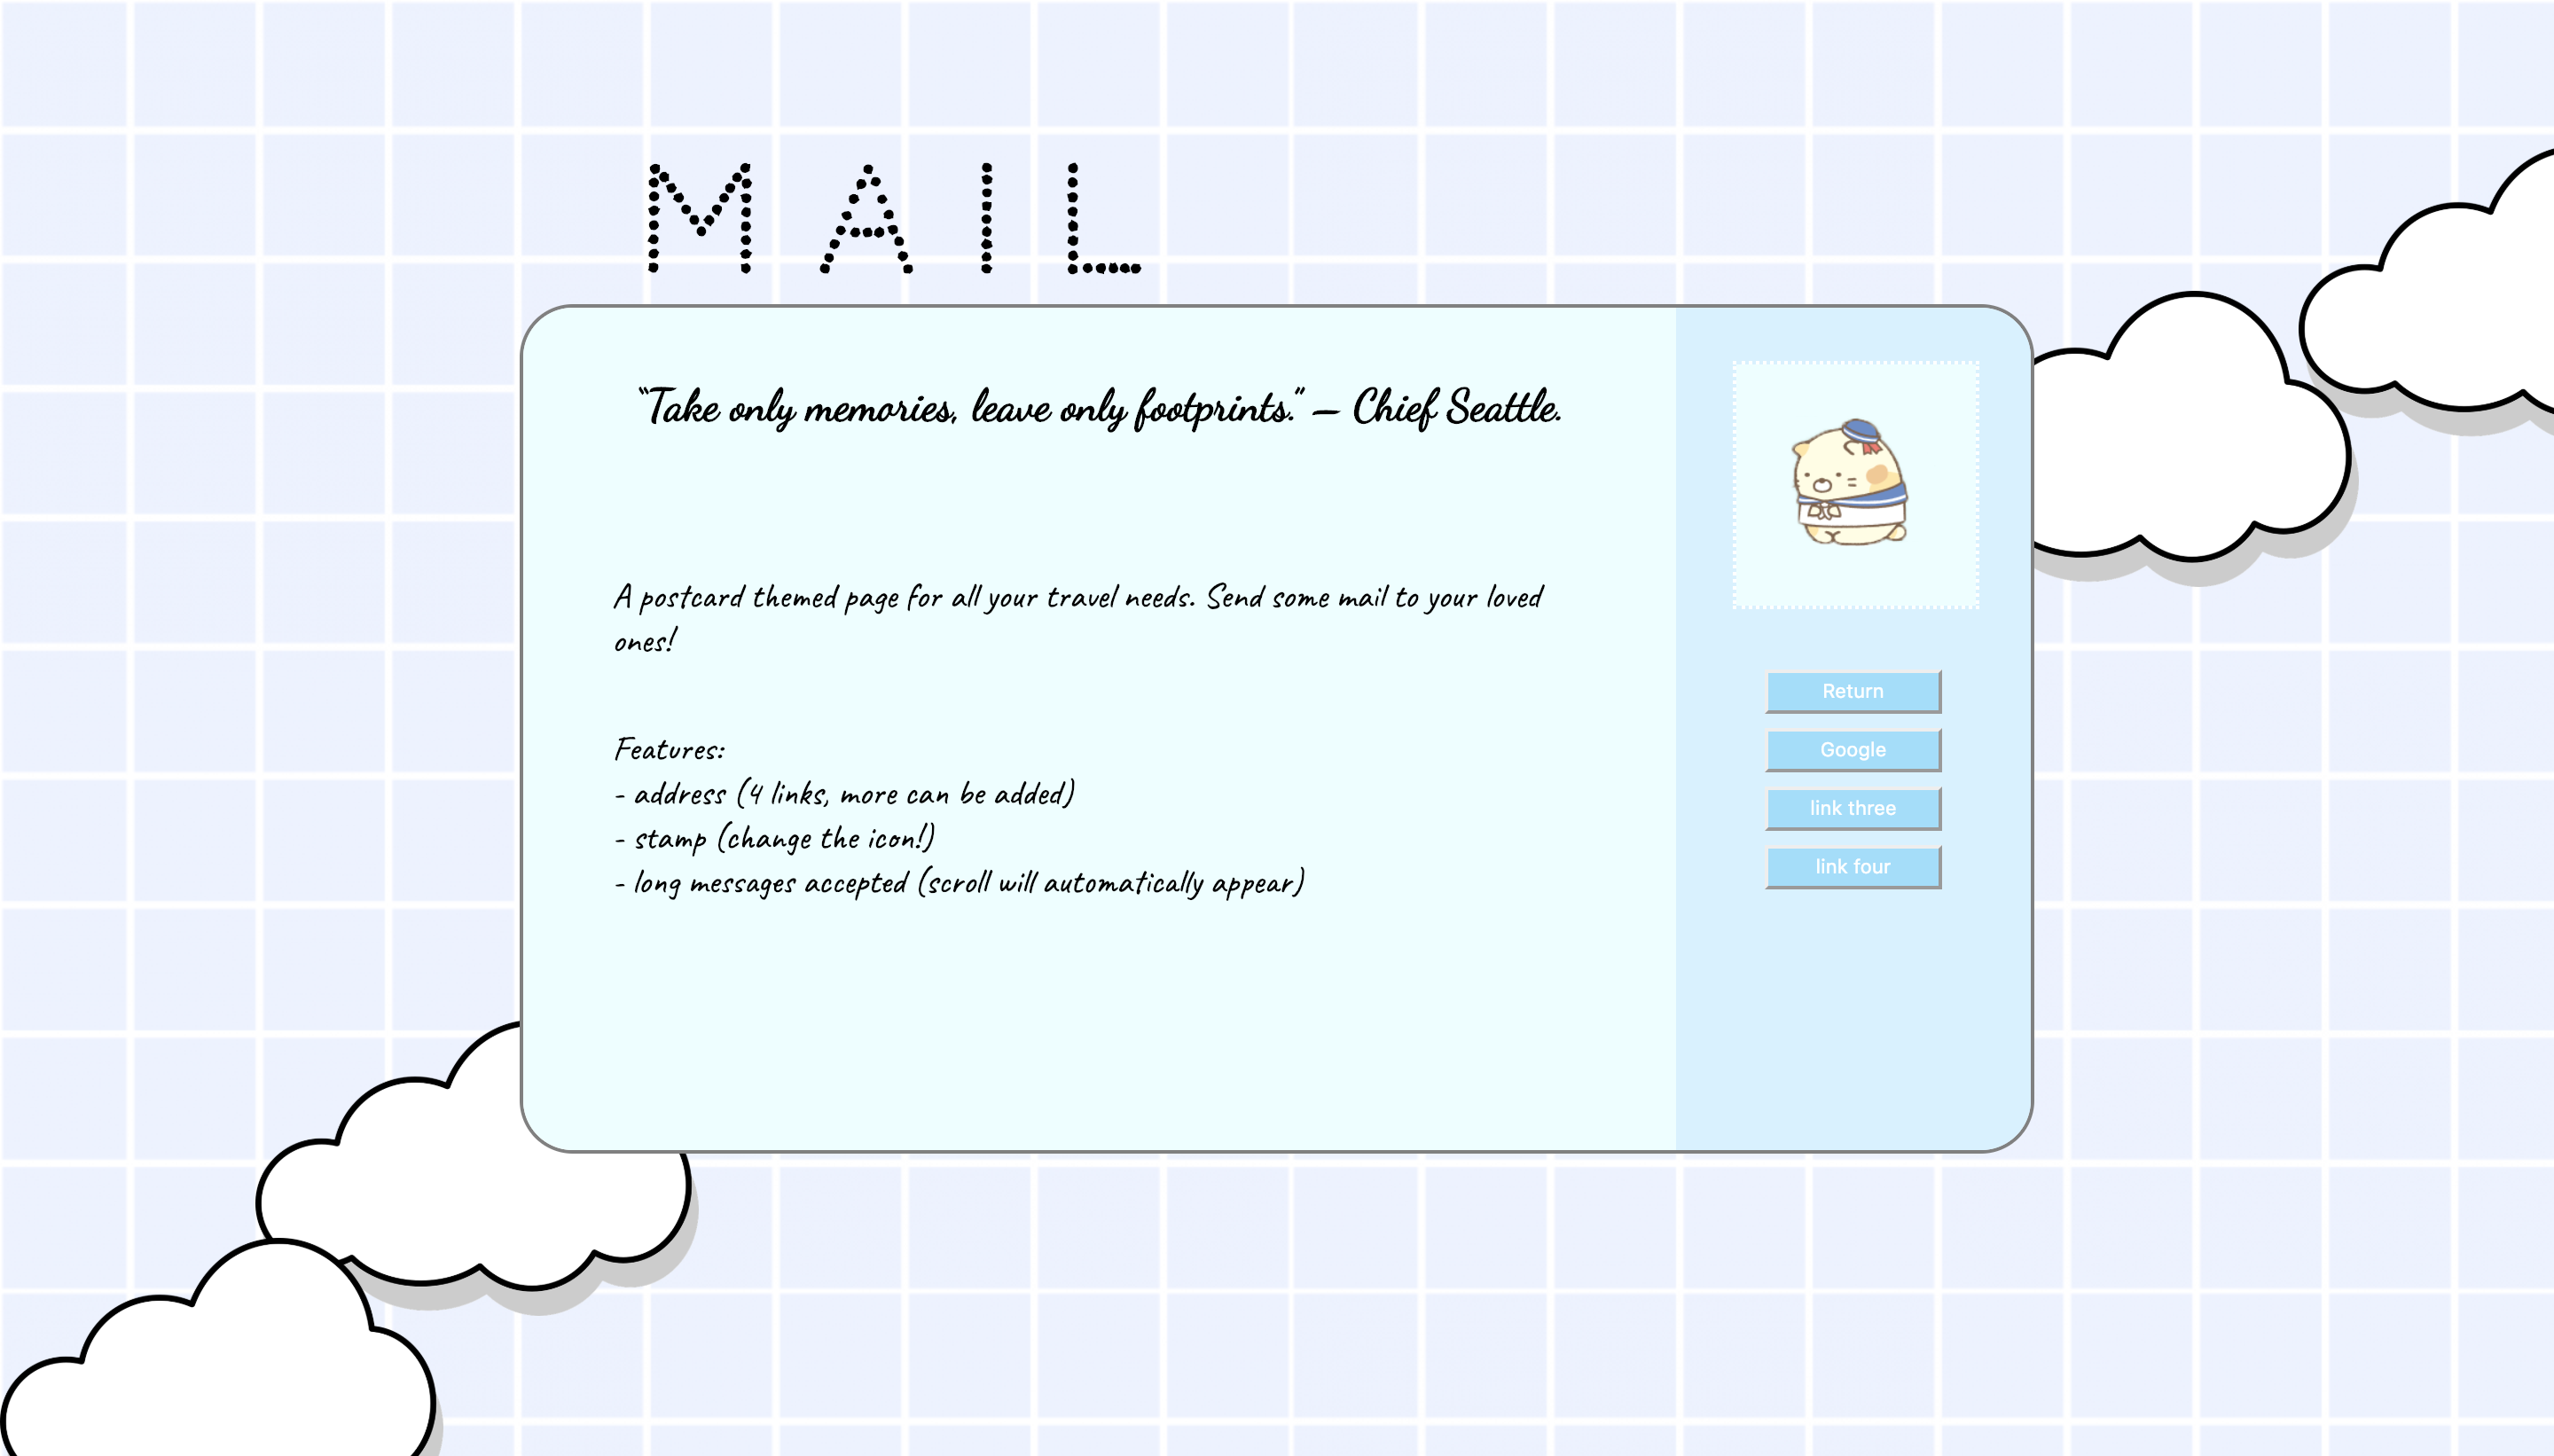 MAIL
“Take only memories, leave only footprints.” — Chief Seattle.
A postcard themed page for all your travel needs. Send some mail to your loved
ones!
Features:
- address (4 links, more can be added)
- stamp (change the icon!)
- long messages accepted (scroll will automatically appear)
Return
Google
link three
link four